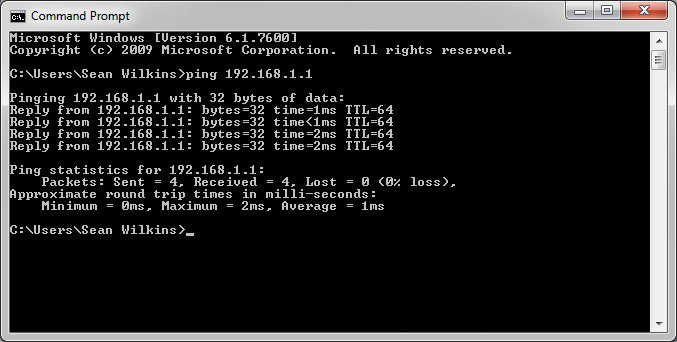 Command Prompt
Microsoft Windows [Version 6.1.7600]
Copyright (c) 2009 Microsoft Corporation.  All rights reserved.
C:\Users\Sean Wilkins>ping 192.168.1.1
Pinging 192.168.1.1 with 32 bytes of data:
Reply from 192.168.1.1: bytes=32 time=1ms TTL=64
Reply from 192.168.1.1: bytes=32 time<1ms TTL=64
Reply from 192.168.1.1: bytes=32 time=2ms TTL=64
Reply from 192.168.1.1: bytes=32 time=2ms TTL=64
Ping statistics for 192.168.1.1:
    Packets: Sent = 4, Received = 4, Lost = 0 (0% loss),
Approximate round trip times in milli-seconds:
    Minimum = 0ms, Maximum = 2ms, Average = 1ms
C:\Users\Sean Wilkins>_